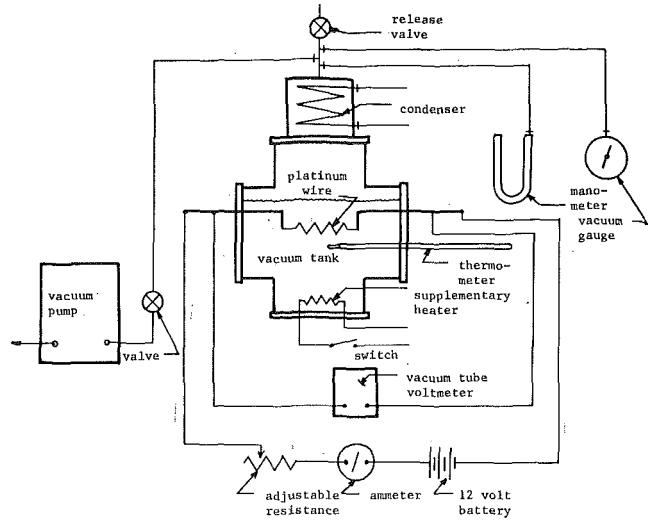 release
valve
condenser
platinum
wire
mano-
meter
vacuum
gauge
vacuum tank
thermo-
meter
supplementary
heater
vacuum
pump
valve
switch
vacuum tube
voltmeter
adjustable
resistance
ammeter
12 volt
battery